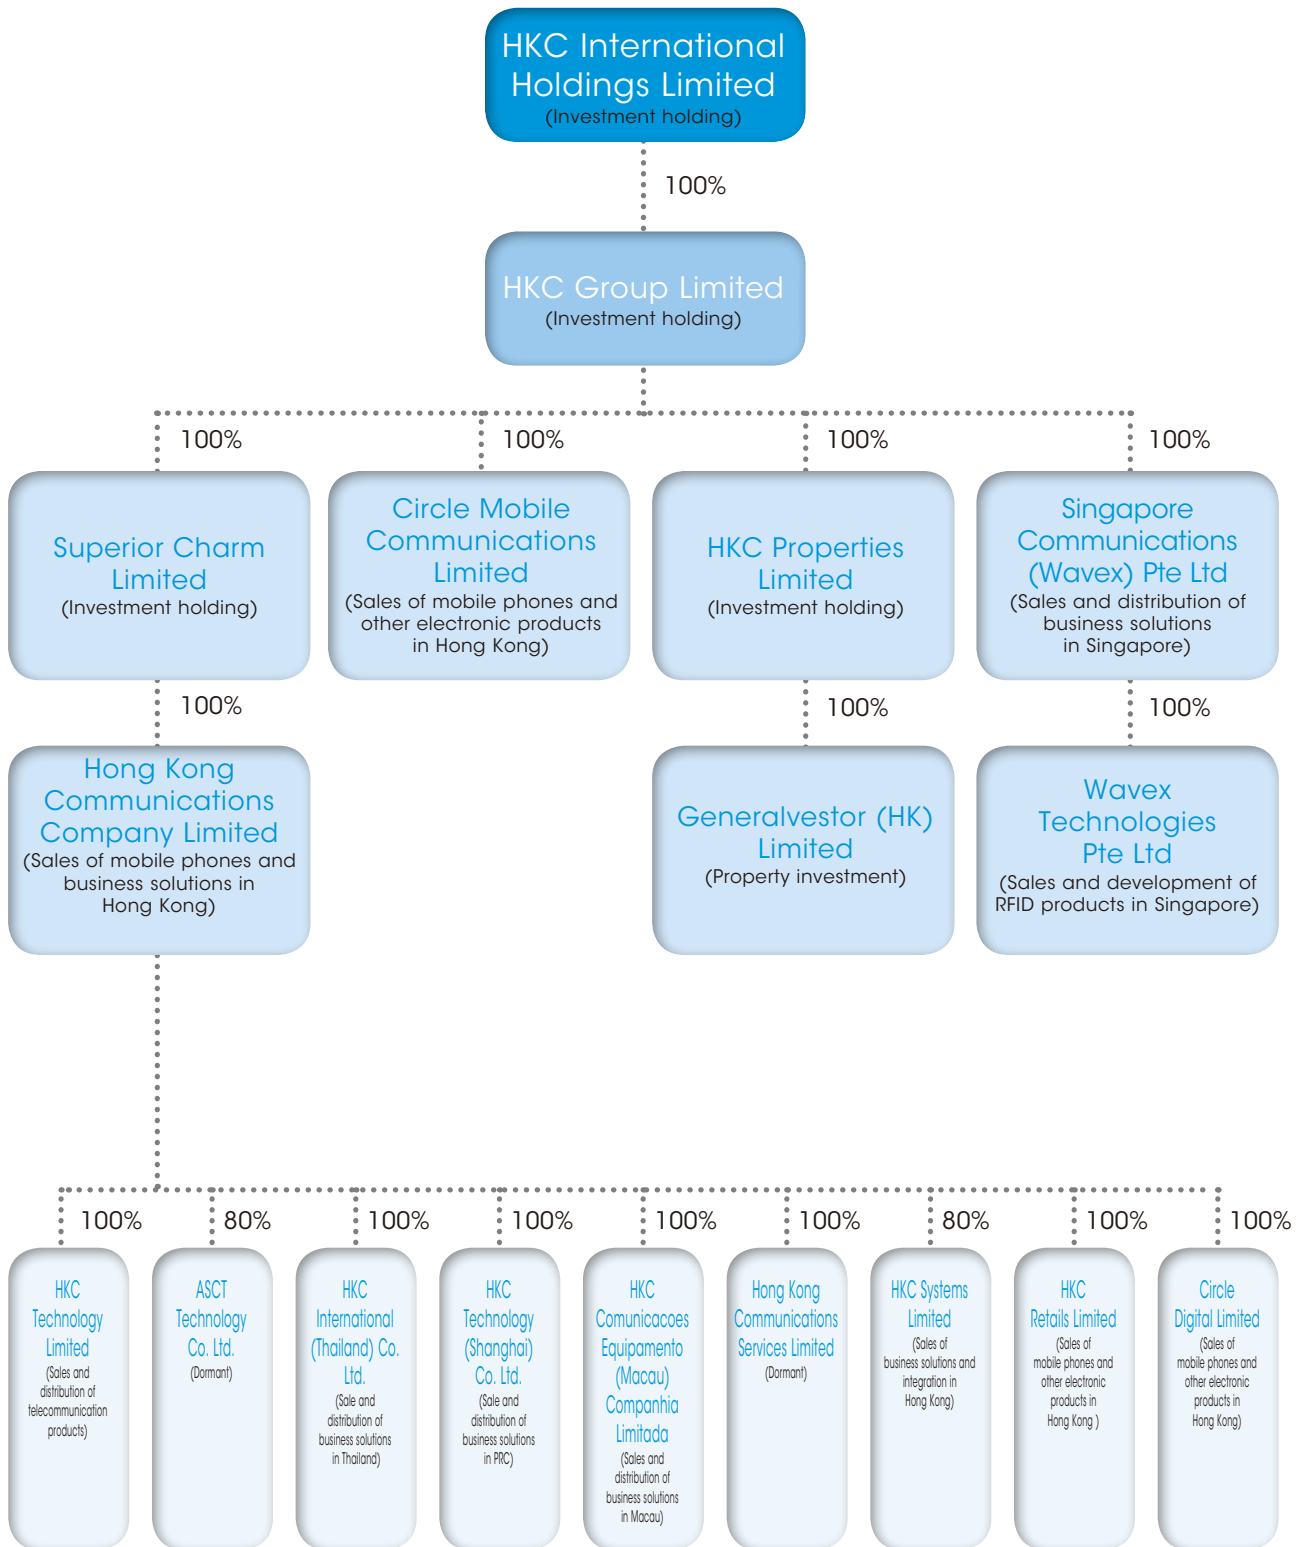 HKC International
Holdings Limited
(Investment holding)
100%
HKC Group Limited
(Investment holding)
100%
100%
100%
100%
Superior Charm
Limited
(Investment holding)
Circle Mobile
Communications
Limited
(Sales of mobile phones and
other electronic products
in Hong Kong)
HKC Properties
Limited
(Investment holding)
Singapore
Communications
(Wavex) Pte Ltd
(Sales and distribution of
business solutions
in Singapore)
100%
100%
100%
Hong Kong
Communications
Company Limited
(Sales of mobile phones and
business solutions in
Hong Kong)
Generalvestor (HK)
Limited
(Property investment)
Wavex
Technologies
Pte Ltd
(Sales and development of
RFID products in Singapore)
100%
80%
100%
100%
100%
100%
80%
100%
100%
HKC
Technology
Limited
(Sales and
distribution of
telecommunication
products)
ASCT
Technology
Co. Ltd.
(Dormant)
HKC
International
(Thailand) Co.
Ltd.
(Sale and
distribution of
business solutions
in Thailand)
HKC
Technology
(Shanghai)
Co. Ltd.
(Sale and
distribution of
business solutions
in PRC)
HKC
Comunicacoes
Equipamento
(Macau)
Companhia
Limitada
(Sales and
distribution of
business solutions
in Macau)
Hong Kong
Communications
Services Limited
(Dormant)
HKC Systems
Limited
(Sales of
business solutions and
integration in
Hong Kong)
HKC
Retails Limited
(Sales of
mobile phones and
other electronic
products in
Hong Kong )
Circle
Digital Limited
(Sales of
mobile phones and
other electronic
products in
Hong Kong)